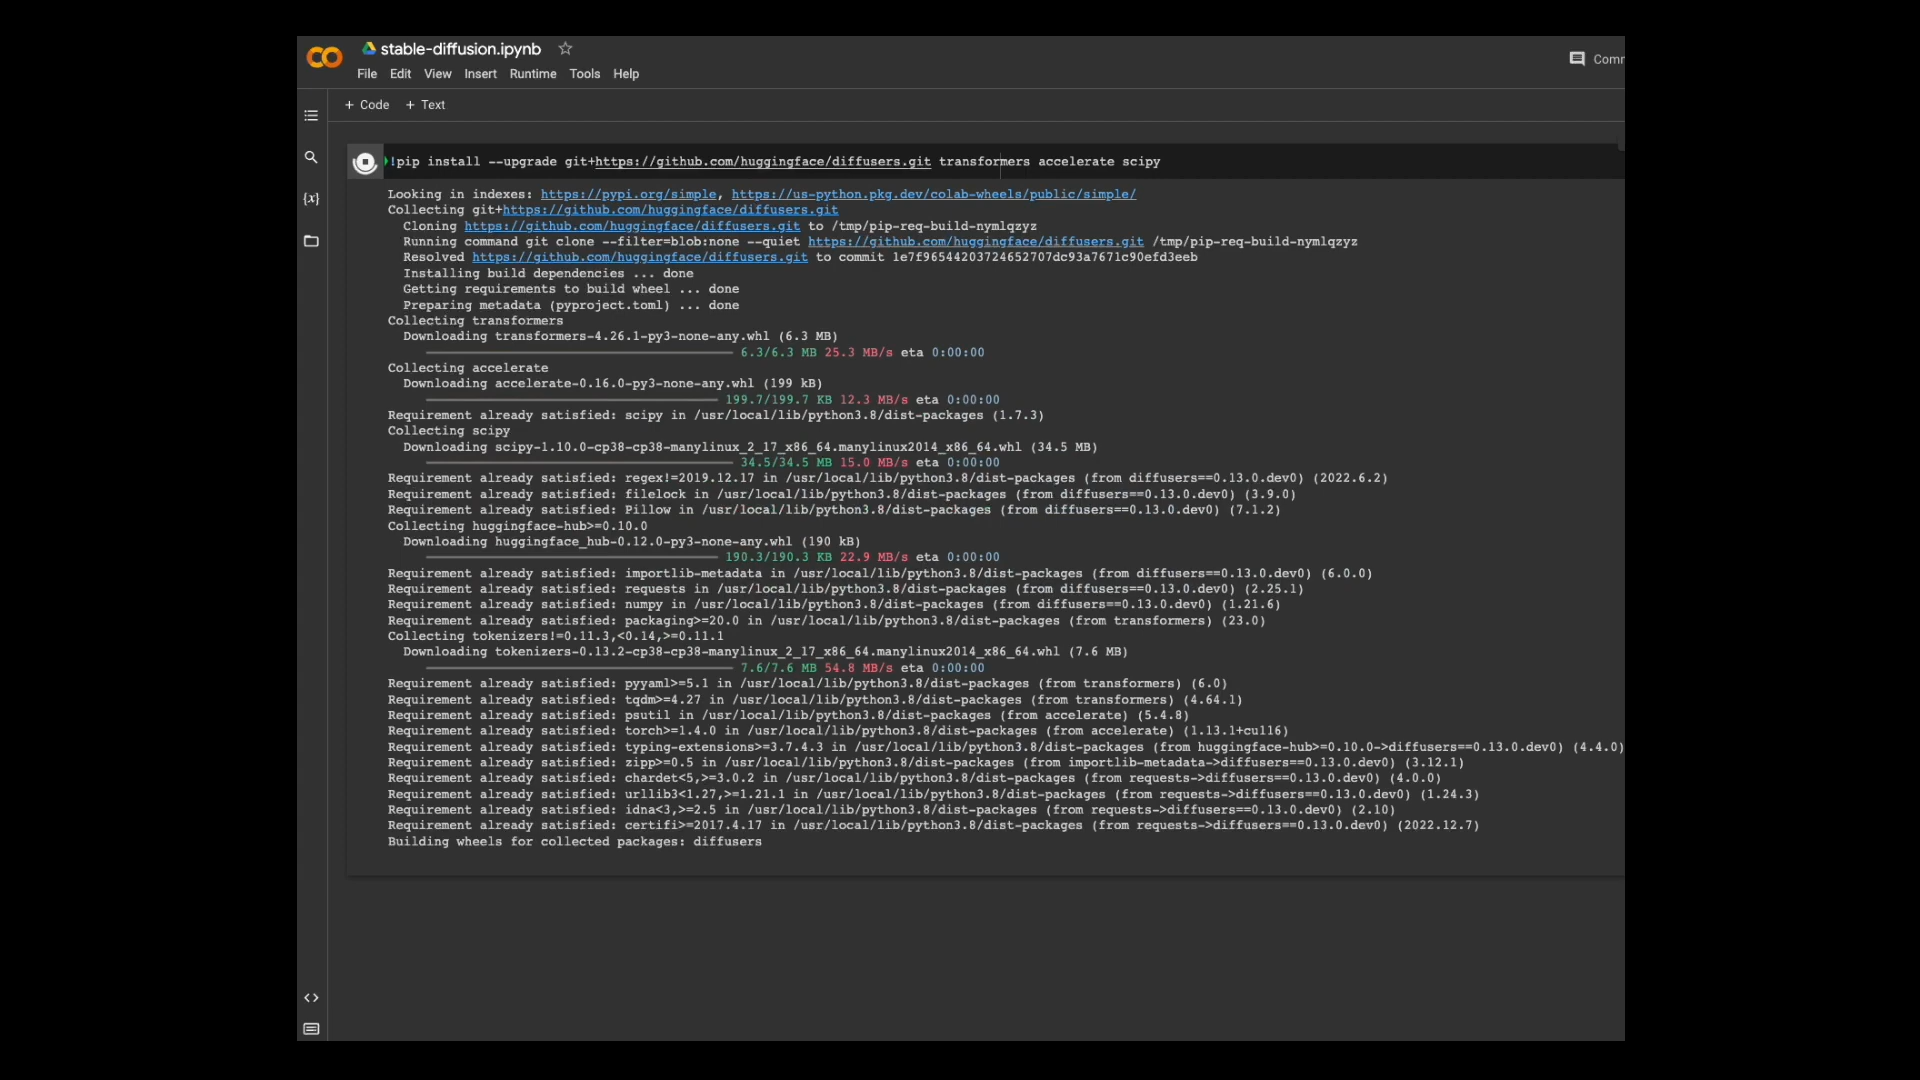 stable-diffusion.ipynb
File Edit View Insert Runtime Tools Help
+ Code + Text
!pip install --upgrade git+https://github.com/huggingface/diffusers.git transformers accelerate scipy
Looking in indexes: https://pypi.org/simple, https://us-python.pkg.dev/colab-wheels/public/simple/
Collecting git+https://github.com/huggingface/diffusers.git
Cloning https://github.com/huggingface/diffusers.git to /tmp/pip-req-build-nymlqzyz
Running command git clone --filter=blob:none --quiet https://github.com/huggingface/diffusers.git /tmp/pip-req-build-nymlqzyz
Resolved https://github.com/huggingface/diffusers.git to commit 1e7f96544203724652707dc93a7671c90efd3eeb
Installing build dependencies ... done
Getting requirements to build wheel ... done
Preparing metadata (pyproject.toml) ... done
Collecting transformers
Downloading transformers-4.26.1-py3-none-any.whl (6.3 MB)
6.3/6.3 MB 25.3 MB/s eta 0:00:00
Collecting accelerate
Downloading accelerate-0.16.0-py3-none-any.whl (199 kB)
199.7/199.7 KB 12.3 MB/s eta 0:00:00
Requirement already satisfied: scipy in /usr/local/lib/python3.8/dist-packages (1.7.3)
Collecting scipy
Downloading scipy-1.10.0-cp38-cp38-manylinux_2_17_x86_64.manylinux2014_x86_64.whl (34.5 MB)
34.5/34.5 MB 15.0 MB/s eta 0:00:00
Requirement already satisfied: regex!=2019.12.17 in /usr/local/lib/python3.8/dist-packages (from diffusers==0.13.0.dev0) (2022.6.2)
Requirement already satisfied: filelock in /usr/local/lib/python3.8/dist-packages (from diffusers==0.13.0.dev0) (3.9.0)
Requirement already satisfied: Pillow in /usr/local/lib/python3.8/dist-packages (from diffusers==0.13.0.dev0) (7.1.2)
Collecting huggingface-hub>=0.10.0
Downloading huggingface_hub-0.12.0-py3-none-any.whl (190 kB)
190.3/190.3 KB 22.9 MB/s eta 0:00:00
Requirement already satisfied: importlib-metadata in /usr/local/lib/python3.8/dist-packages (from diffusers==0.13.0.dev0) (6.0.0)
Requirement already satisfied: requests in /usr/local/lib/python3.8/dist-packages (from diffusers==0.13.0.dev0) (2.25.1)
Requirement already satisfied: numpy in /usr/local/lib/python3.8/dist-packages (from diffusers==0.13.0.dev0) (1.21.6)
Requirement already satisfied: packaging>=20.0 in /usr/local/lib/python3.8/dist-packages (from transformers) (23.0)
Collecting tokenizers!=0.11.3,<0.14,>=0.11.1
Downloading tokenizers-0.13.2-cp38-cp38-manylinux_2_17_x86_64.manylinux2014_x86_64.whl (7.6 MB)
7.6/7.6 MB 54.8 MB/s eta 0:00:00
Requirement already satisfied: pyyaml>=5.1 in /usr/local/lib/python3.8/dist-packages (from transformers) (6.0)
Requirement already satisfied: tqdm>=4.27 in /usr/local/lib/python3.8/dist-packages (from transformers) (4.64.1)
Requirement already satisfied: psutil in /usr/local/lib/python3.8/dist-packages (from accelerate) (5.4.8)
Requirement already satisfied: torch>=1.4.0 in /usr/local/lib/python3.8/dist-packages (from accelerate) (1.13.1+cu116)
Requirement already satisfied: typing-extensions>=3.7.4.3 in /usr/local/lib/python3.8/dist-packages (from huggingface-hub>=0.10.0->diffusers==0.13.0.dev0) (4.4.0)
Requirement already satisfied: zipp>=0.5 in /usr/local/lib/python3.8/dist-packages (from importlib-metadata->diffusers==0.13.0.dev0) (3.12.1)
Requirement already satisfied: chardet<5,>=3.0.2 in /usr/local/lib/python3.8/dist-packages (from requests->diffusers==0.13.0.dev0) (4.0.0)
Requirement already satisfied: urllib3<1.27,>=1.21.1 in /usr/local/lib/python3.8/dist-packages (from requests->diffusers==0.13.0.dev0) (1.24.3)
Requirement already satisfied: idna<3,>=2.5 in /usr/local/lib/python3.8/dist-packages (from requests->diffusers==0.13.0.dev0) (2.10)
Requirement already satisfied: certifi>=2017.4.17 in /usr/local/lib/python3.8/dist-packages (from requests->diffusers==0.13.0.dev0) (2022.12.7)
Building wheels for collected packages: diffusers